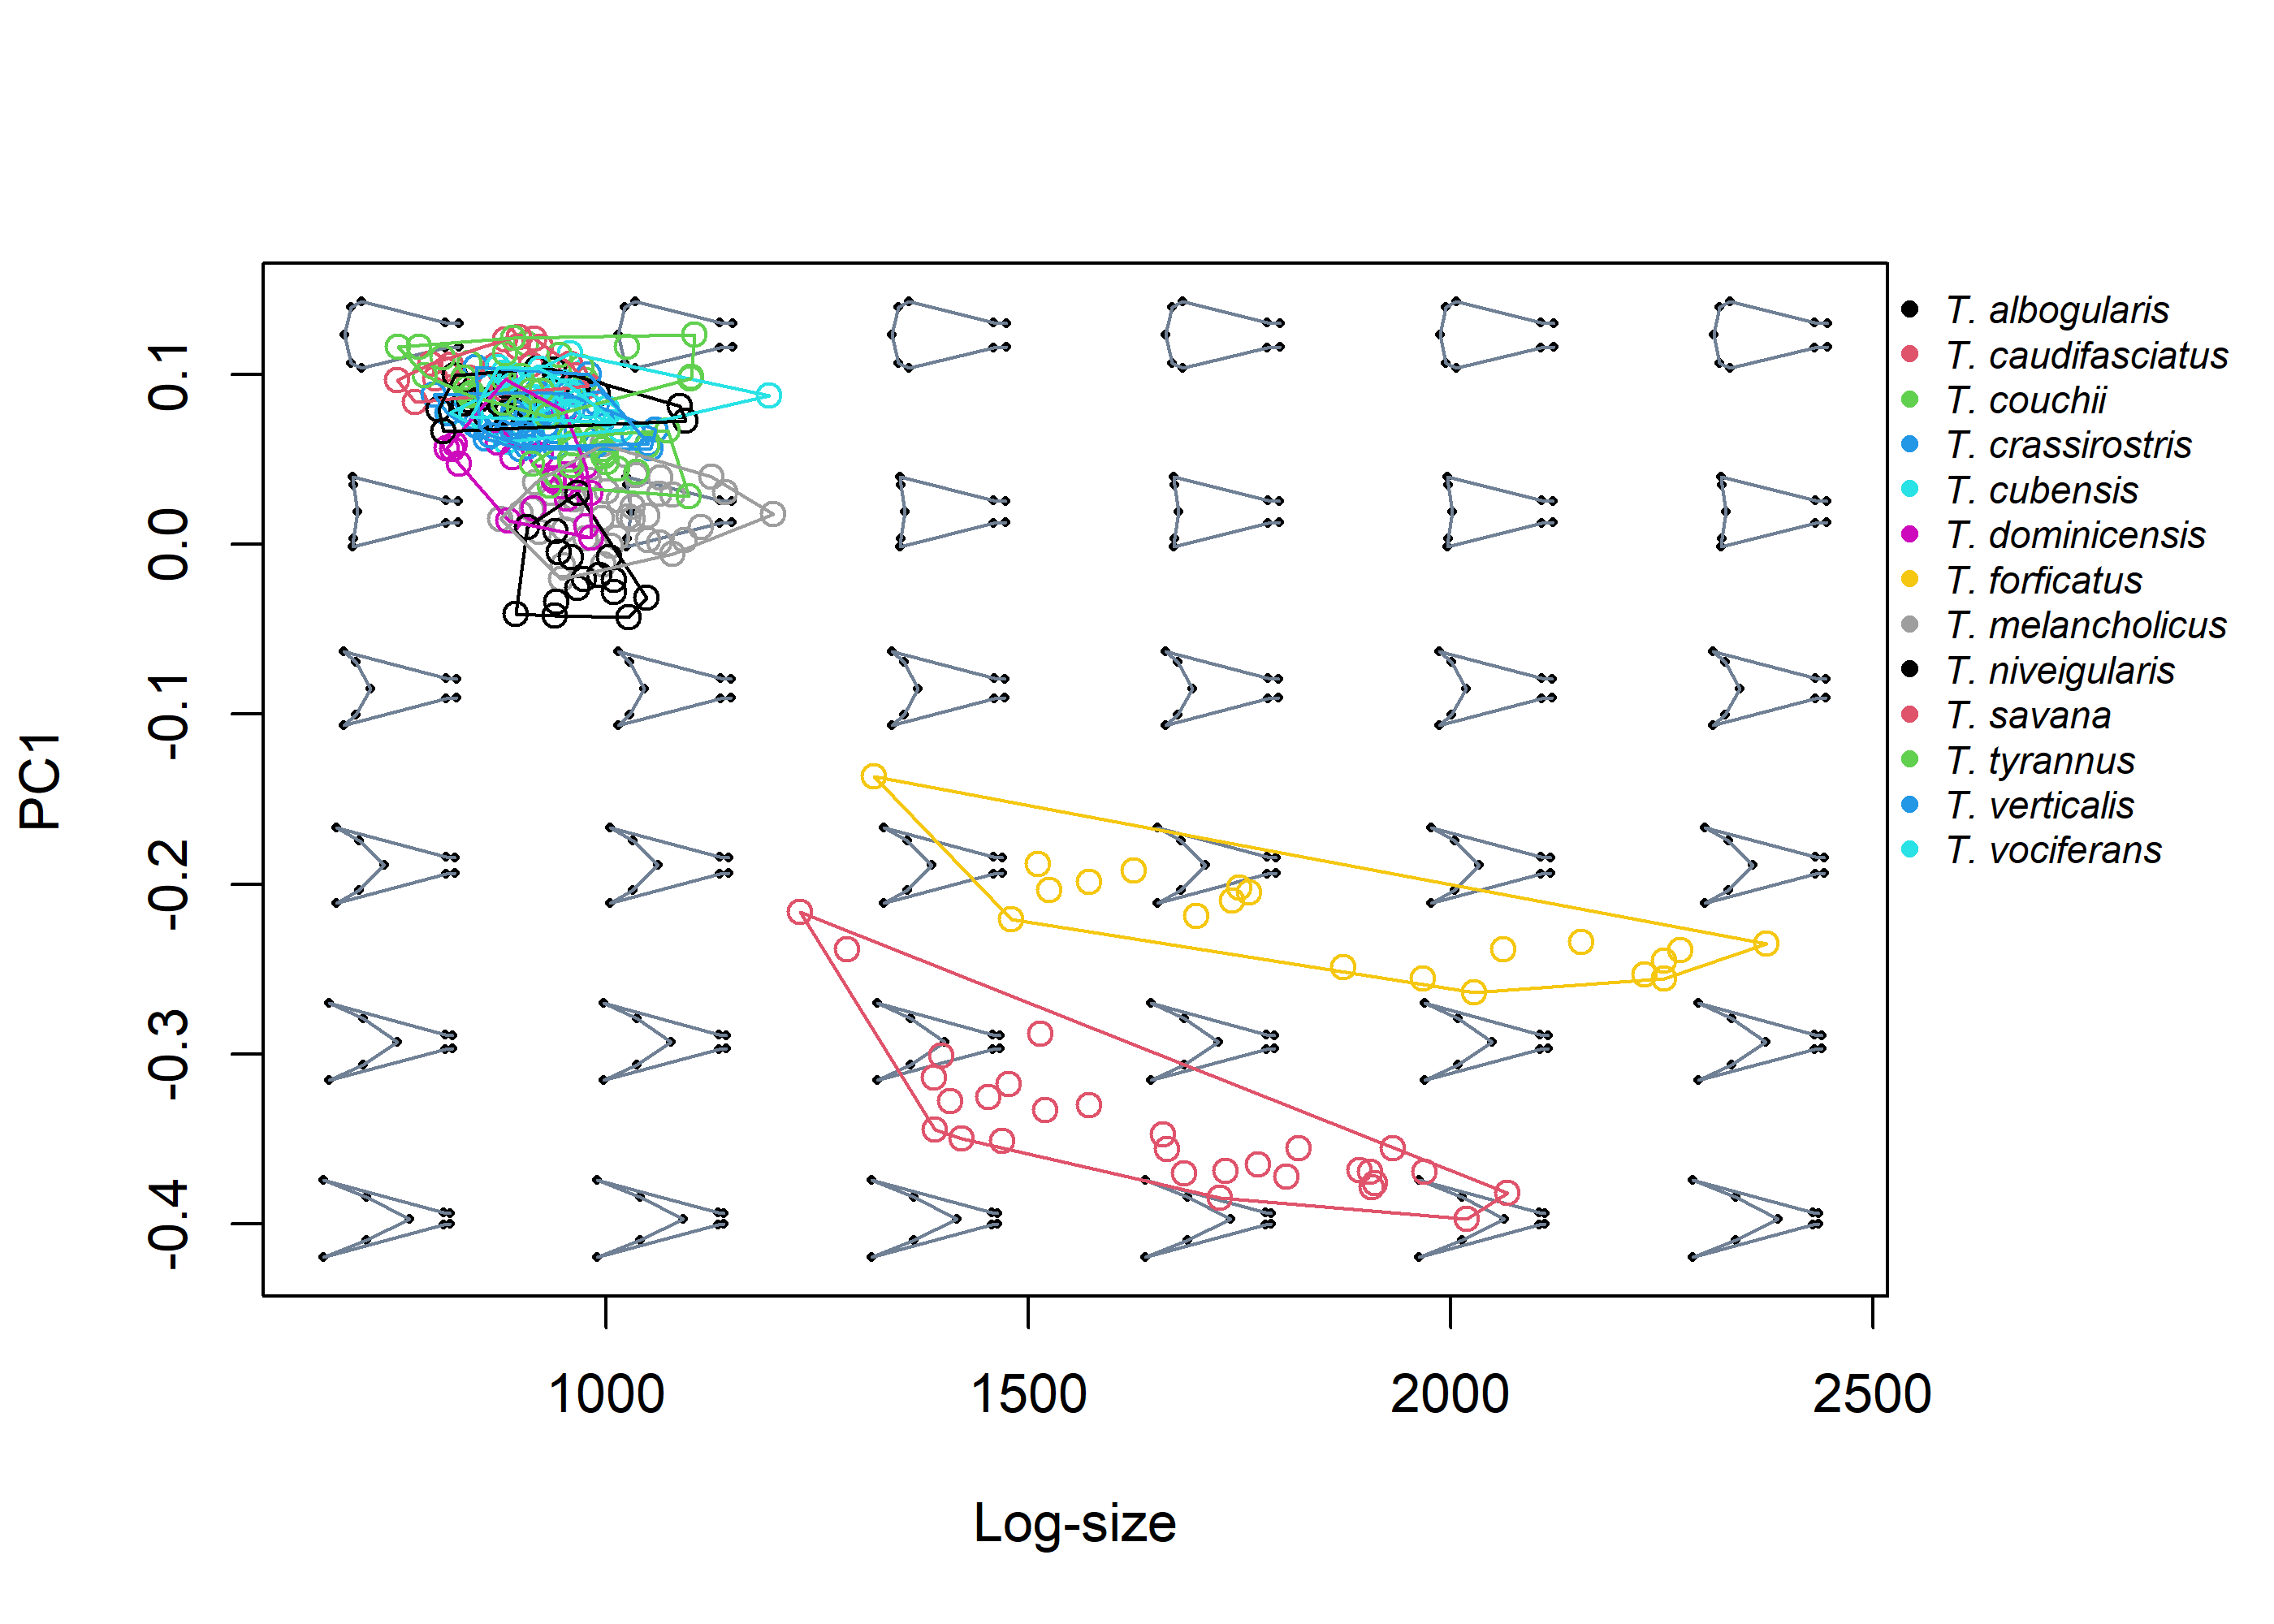 PC1
0.1
0.0
-0.1
-0.2
-0.3
-0.4
1000
1500
2000
2500
Log-size
T. albogularis
T. caudifasciatus
T. couchii
T. crassirostris
T. cubensis
T. dominicensis
T. forficatus
T. melancholicus
T. niveigularis
T. savana
T. tyrannus
T. verticalis
T. vociferans